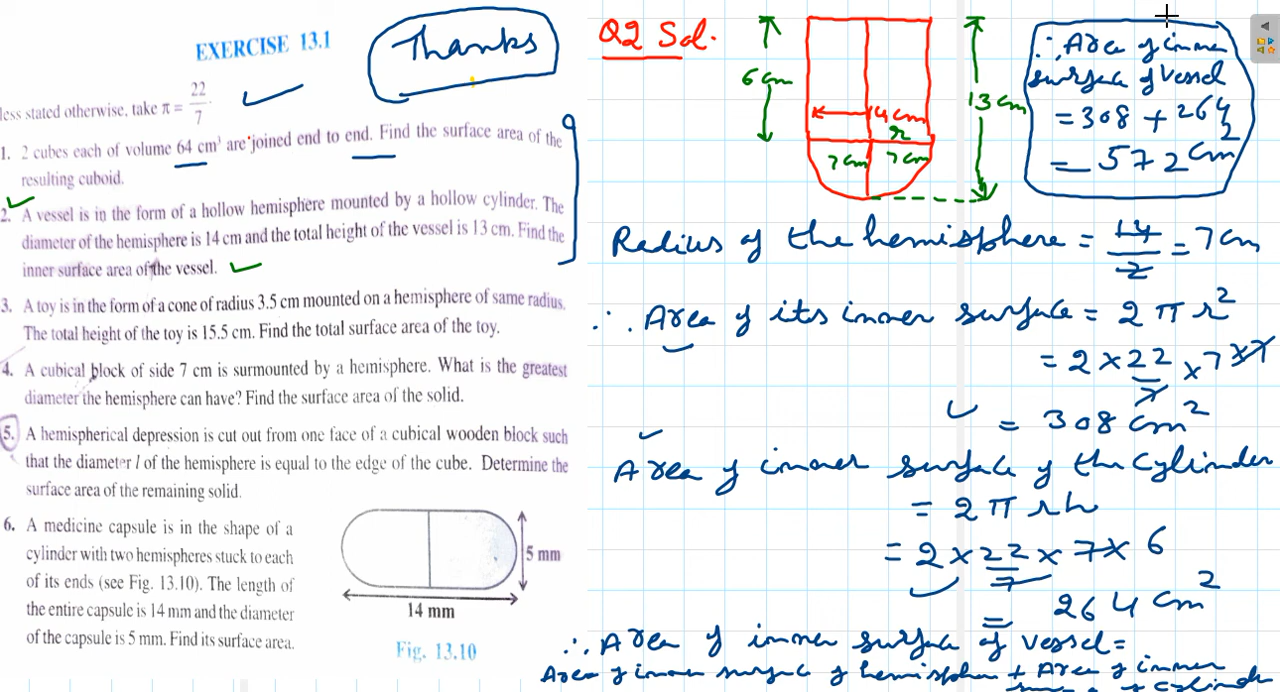 EXERCISE 13.1
Thanks
less stated otherwise, take π = 22/7.
1. 2 cubes each of volume 64 cm³ are joined end to end. Find the surface area of the
resulting cuboid.
2. A vessel is in the form of a hollow hemisphere mounted by a hollow cylinder. The
diameter of the hemisphere is 14 cm and the total height of the vessel is 13 cm. Find the
inner surface area of the vessel.
3. A toy is in the form of a cone of radius 3.5 cm mounted on a hemisphere of same radius.
The total height of the toy is 15.5 cm. Find the total surface area of the toy.
4. A cubical block of side 7 cm is surmounted by a hemisphere. What is the greatest
diameter the hemisphere can have? Find the surface area of the solid.
5. A hemispherical depression is cut out from one face of a cubical wooden block such
that the diameter l of the hemisphere is equal to the edge of the cube. Determine the
surface area of the remaining solid.
6. A medicine capsule is in the shape of a
cylinder with two hemispheres stuck to each
of its ends (see Fig. 13.10). The length of
the entire capsule is 14 mm and the diameter
of the capsule is 5 mm. Find its surface area.
5 mm
14 mm
Fig. 13.10
Q2 Sol.
6 cm
14 cm
r
7 cm 7 cm
13 cm
∴ Area of inner
surface of vessel
= 308 + 264
= 572 cm²
Radius of the hemisphere = 14/2 = 7 cm
∴ Area of its inner surface = 2 π r²
= 2 × 22/7 × 7 × 7
= 308 cm²
Area of inner surface of the cylinder
= 2 π r h
= 2 × 22/7 × 7 × 6
= 264 cm²
∴ Area of inner surface of vessel =
Area of inner surface of hemisphere + Area of inner
surface of cylinder